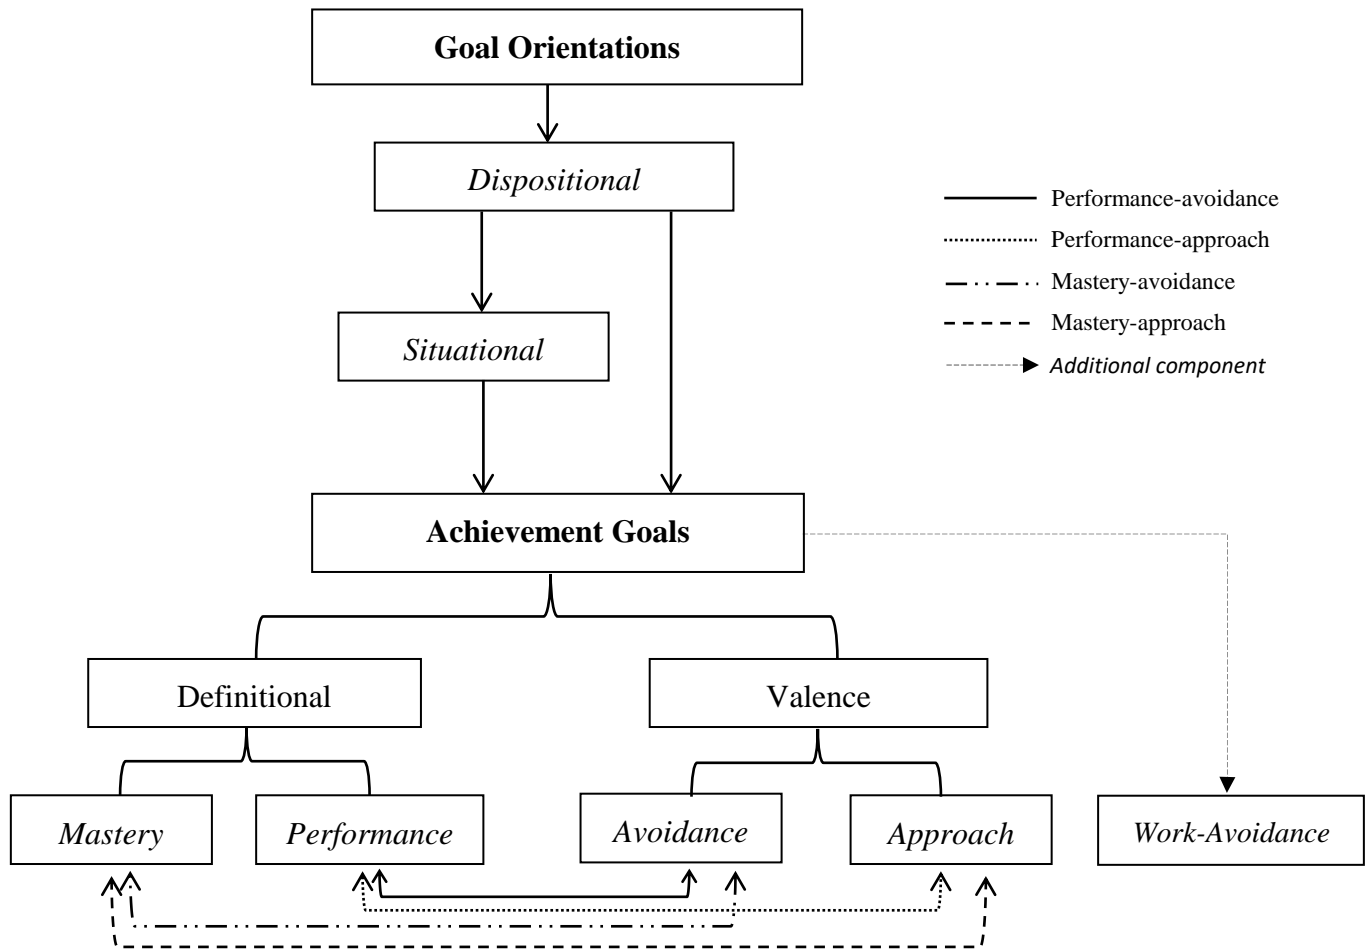 Goal Orientations
Dispositional
Performance-avoidance
Performance-approach
Mastery-avoidance
Mastery-approach
Additional component
Situational
Achievement Goals
Definitional
Valence
Mastery
Performance
Avoidance
Approach
Work-Avoidance